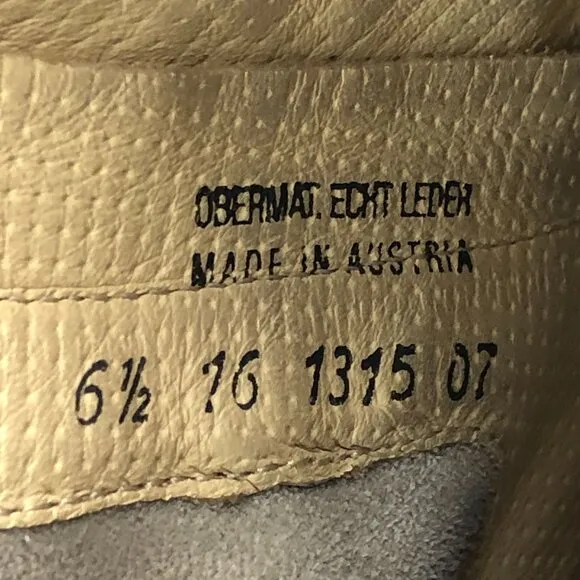 OBERMAT. ECHT LEDER
MADE IN AUSTRIA
6½ 16 1315 07